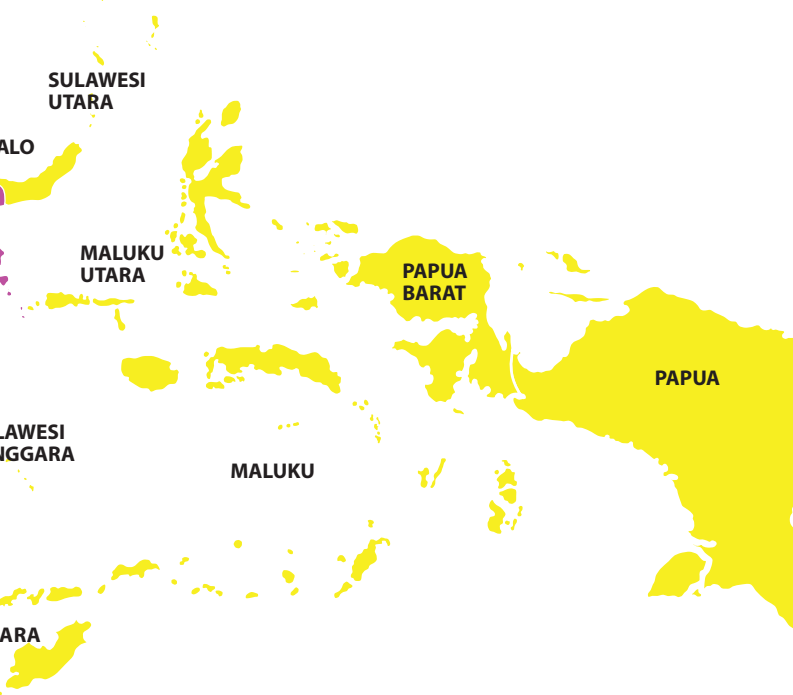 SULAWESI
UTARA
ALO
MALUKU
UTARA
PAPUA
BARAT
PAPUA
LAWESI
NGGARA
MALUKU
ARA